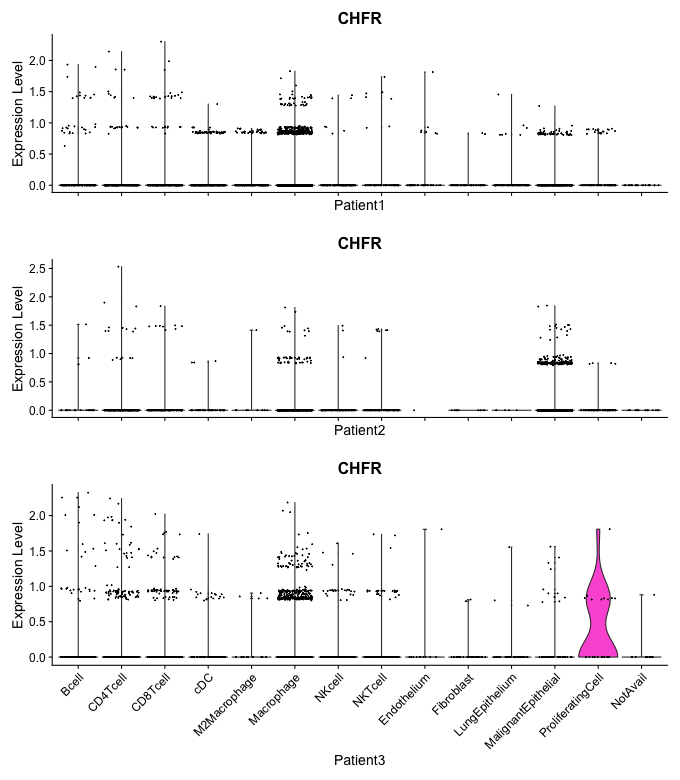 CHFR
Expression Level
2.0
1.5
1.0
0.5
0.0
Patient1
CHFR
Expression Level
2.5
2.0
1.5
1.0
0.5
0.0
Patient2
CHFR
Expression Level
2.0
1.5
1.0
0.5
0.0
Bcell
CD4Tcell
CD8Tcell
cDC
M2Macrophage
Macrophage
NKcell
NKTcell
Endothelium
Fibroblast
LungEpithelium
MalignantEpithelial
ProliferatingCell
NotAvail
Patient3